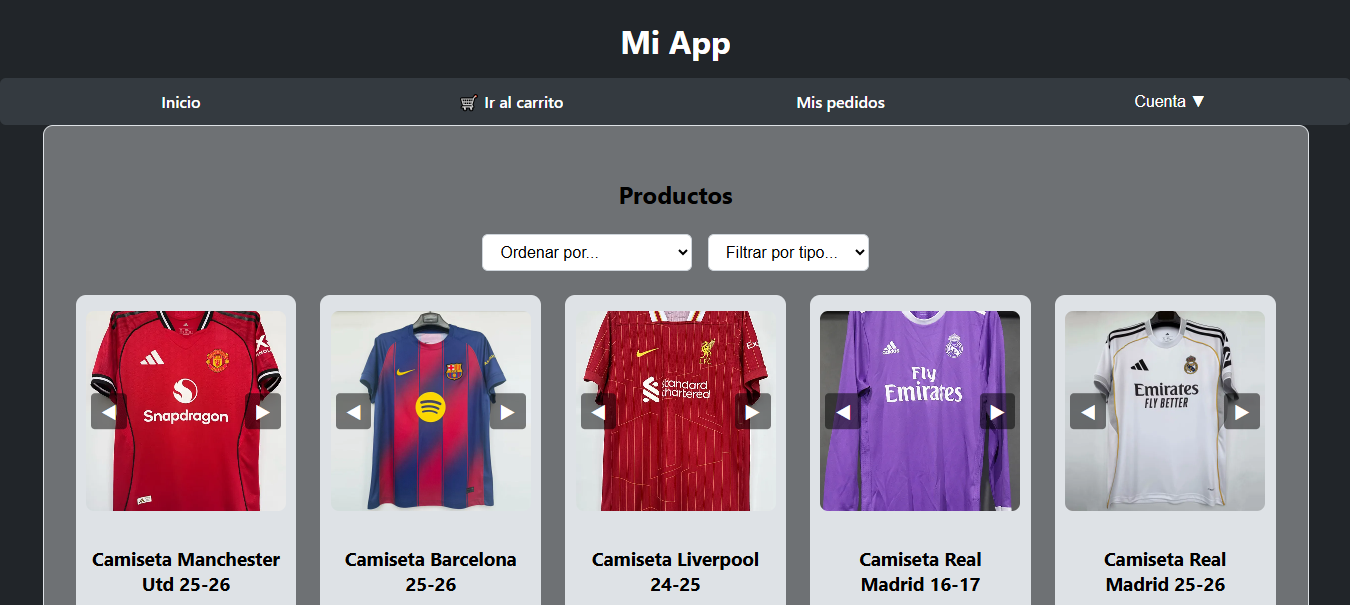 Mi App
Inicio
🛒 Ir al carrito
Mis pedidos
Cuenta ▼
Productos
Ordenar por...
Filtrar por tipo...
Snapdragon
Standard
Chartered
Fly
Emirates
Emirates
FLY BETTER
Camiseta Manchester
Utd 25-26
Camiseta Barcelona
25-26
Camiseta Liverpool
24-25
Camiseta Real
Madrid 16-17
Camiseta Real
Madrid 25-26